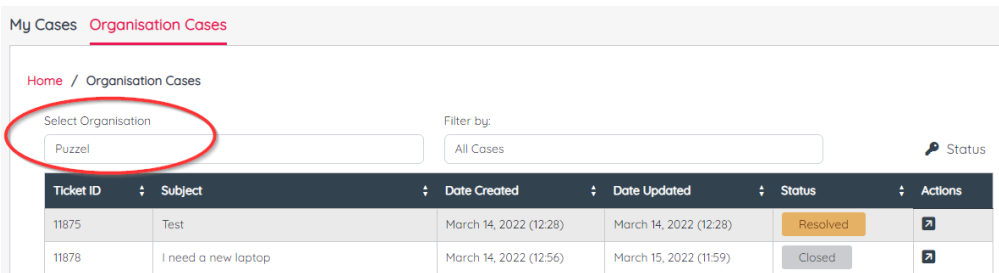 My Cases Organisation Cases
Home / Organisation Cases
Select Organisation Filter by:
Puzzel All Cases Status
Ticket ID Subject Date Created Date Updated Status Actions
11875 Test March 14, 2022 (12:28) March 14, 2022 (12:28) Resolved
11878 I need a new laptop March 14, 2022 (12:56) March 15, 2022 (11:59) Closed